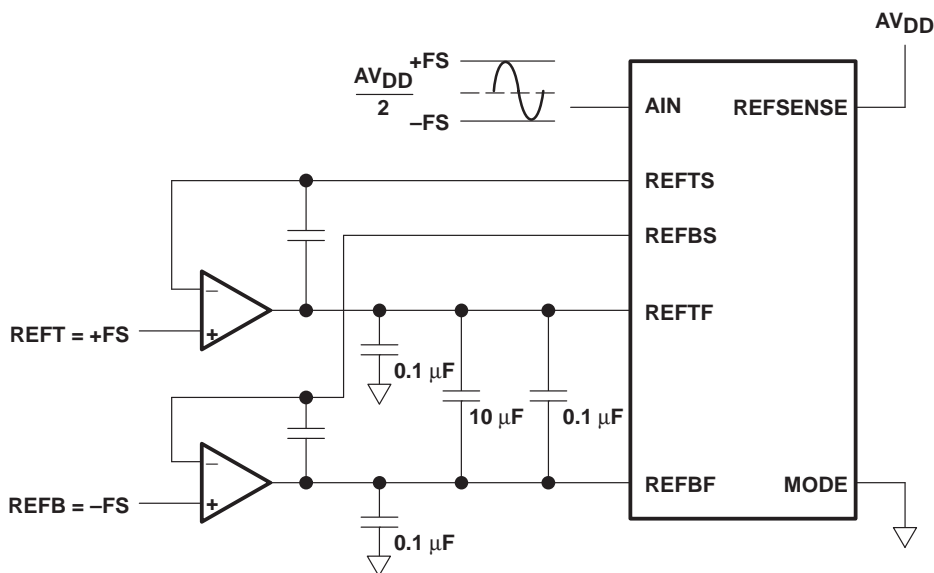 AVDD
+FS
AVDD
2
–FS
AIN
REFSENSE
REFTS
REFBS
–
+
REFT = +FS
REFTF
0.1 μF
10 μF
0.1 μF
–
+
REFB = –FS
REFBF
MODE
0.1 μF